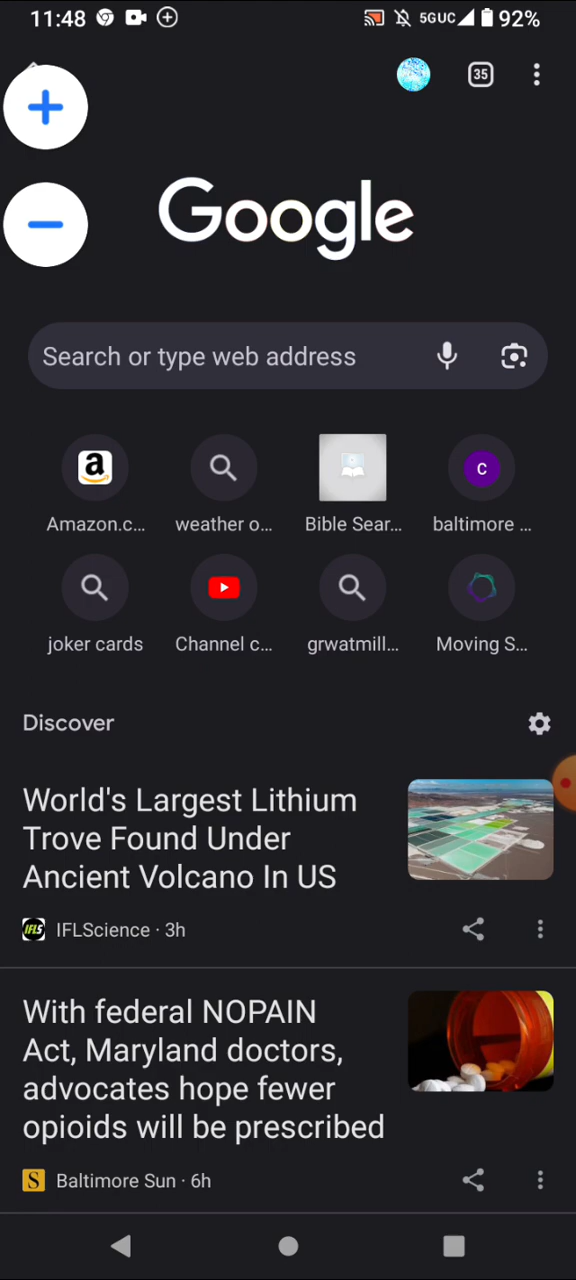 11:48 5GUC 92%
35
Google
Search or type web address
Amazon.c... weather o... Bible Sear... baltimore ...
joker cards Channel c... grwatmill... Moving S...
Discover
World's Largest Lithium
Trove Found Under
Ancient Volcano In US
IFLS IFLScience · 3h
With federal NOPAIN
Act, Maryland doctors,
advocates hope fewer
opioids will be prescribed
S Baltimore Sun · 6h